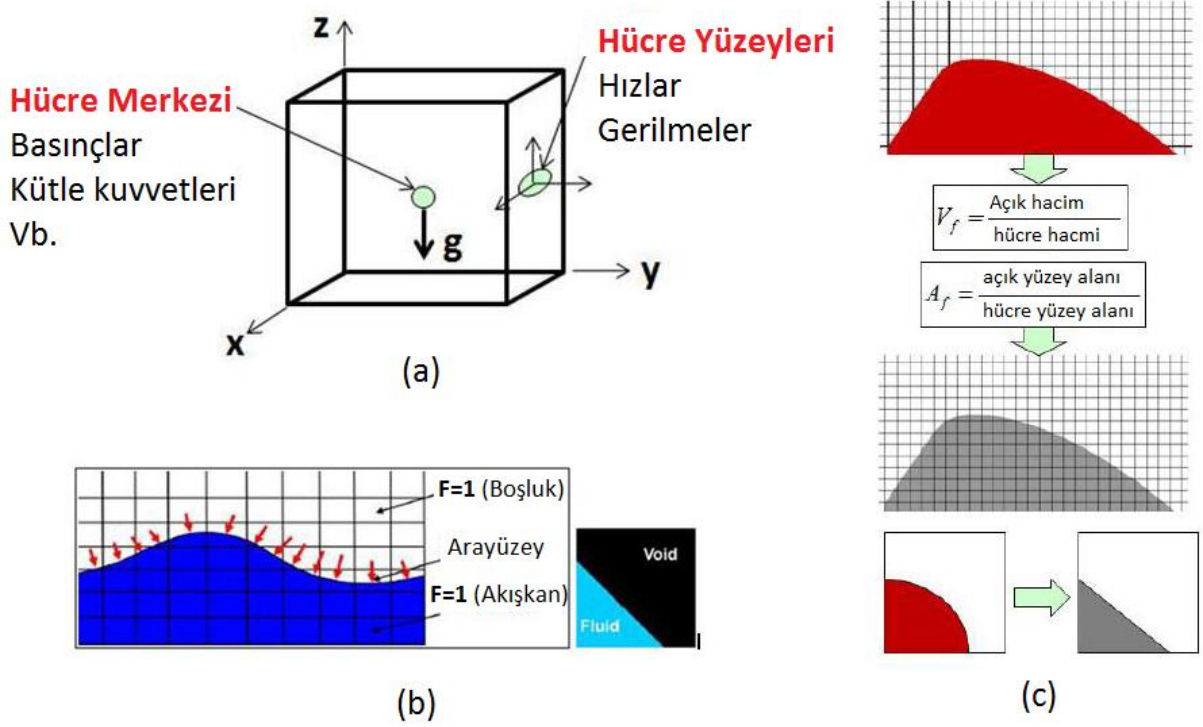 z
Hücre Merkezi
Basınçlar
Kütle kuvvetleri
Vb.
Hücre Yüzeyleri
Hızlar
Gerilmeler
g
y
x
(a)
F=1 (Boşluk)
Arayüzey
F=1 (Akışkan)
Void
Fluid
(b)
V_f = Açık hacim / hücre hacmi
A_f = açık yüzey alanı / hücre yüzey alanı
(c)